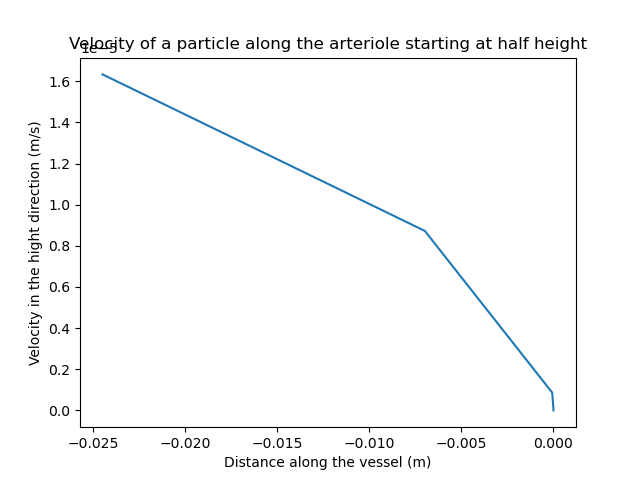 Velocity of a particle along the arteriole starting at half height
1e−5
1.6
1.4
1.2
1.0
0.8
0.6
0.4
0.2
0.0
Velocity in the hight direction (m/s)
−0.025 −0.020 −0.015 −0.010 −0.005 0.000
Distance along the vessel (m)